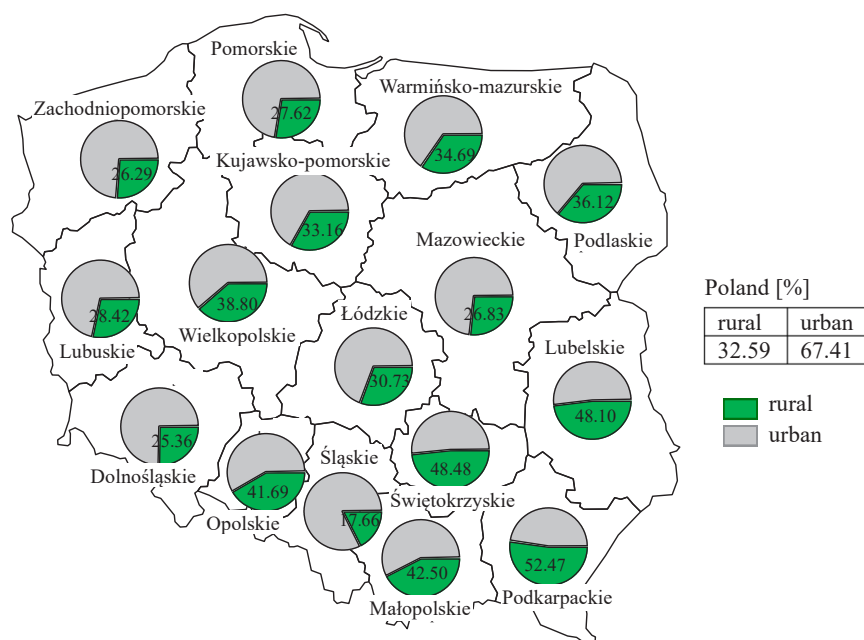 Pomorskie
27.62
Warmińsko-mazurskie
34.69
Zachodniopomorskie
26.29
Kujawsko-pomorskie
33.16
36.12
Podlaskie
Mazowieckie
26.83
28.42
Lubuskie
38.80
Wielkopolskie
Łódzkie
30.73
Lubelskie
48.10
25.36
Dolnośląskie
41.69
Opolskie
Śląskie
17.66
48.48
Świętokrzyskie
42.50
Małopolskie
52.47
Podkarpackie
Poland [%]
rural urban
32.59 67.41
rural
urban